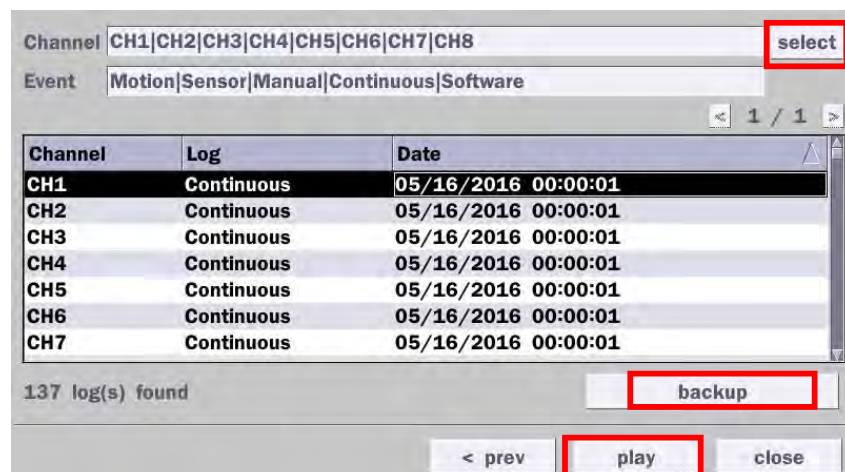 Channel CH1|CH2|CH3|CH4|CH5|CH6|CH7|CH8 select
Event Motion|Sensor|Manual|Continuous|Software
< 1 / 1 >
Channel Log Date
CH1 Continuous 05/16/2016 00:00:01
CH2 Continuous 05/16/2016 00:00:01
CH3 Continuous 05/16/2016 00:00:01
CH4 Continuous 05/16/2016 00:00:01
CH5 Continuous 05/16/2016 00:00:01
CH6 Continuous 05/16/2016 00:00:01
CH7 Continuous 05/16/2016 00:00:01
137 log(s) found backup
< prev play close